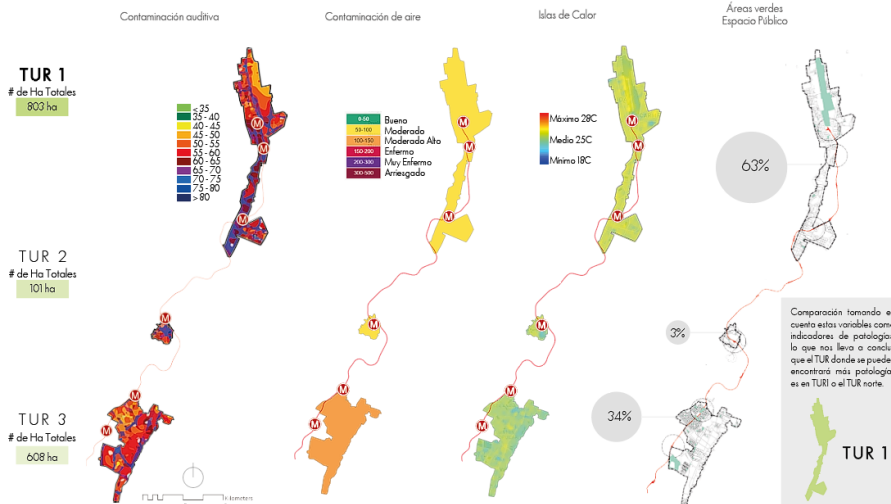 Contaminación auditiva
Contaminación de aire
Islas de Calor
Áreas verdes
Espacio Público
TUR 1
# de Ha Totales
803 ha
< 35
35 - 40
40 - 45
45 - 50
50 - 55
55 - 60
60 - 65
65 - 70
70 - 75
75 - 80
> 80
M
M
M
0-50 Bueno
50-100 Moderado
100-150 Moderado Alto
150-200 Enfermo
200-300 Muy Enfermo
300-500 Arriesgado
M
M
M
Máximo 28C
Medio 25C
Mínimo 18C
M
M
M
63%
TUR 2
# de Ha Totales
101 ha
M
M
M
3%
TUR 3
# de Ha Totales
608 ha
M
M
M
M
M
M
34%
Kilometers
Comparación tomando e
cuenta estas variables com
indicadores de patologías
lo que nos lleva a conclu
que el TUR donde se puede
encontrará más patología
es en TUR1 o el TUR norte.
TUR 1